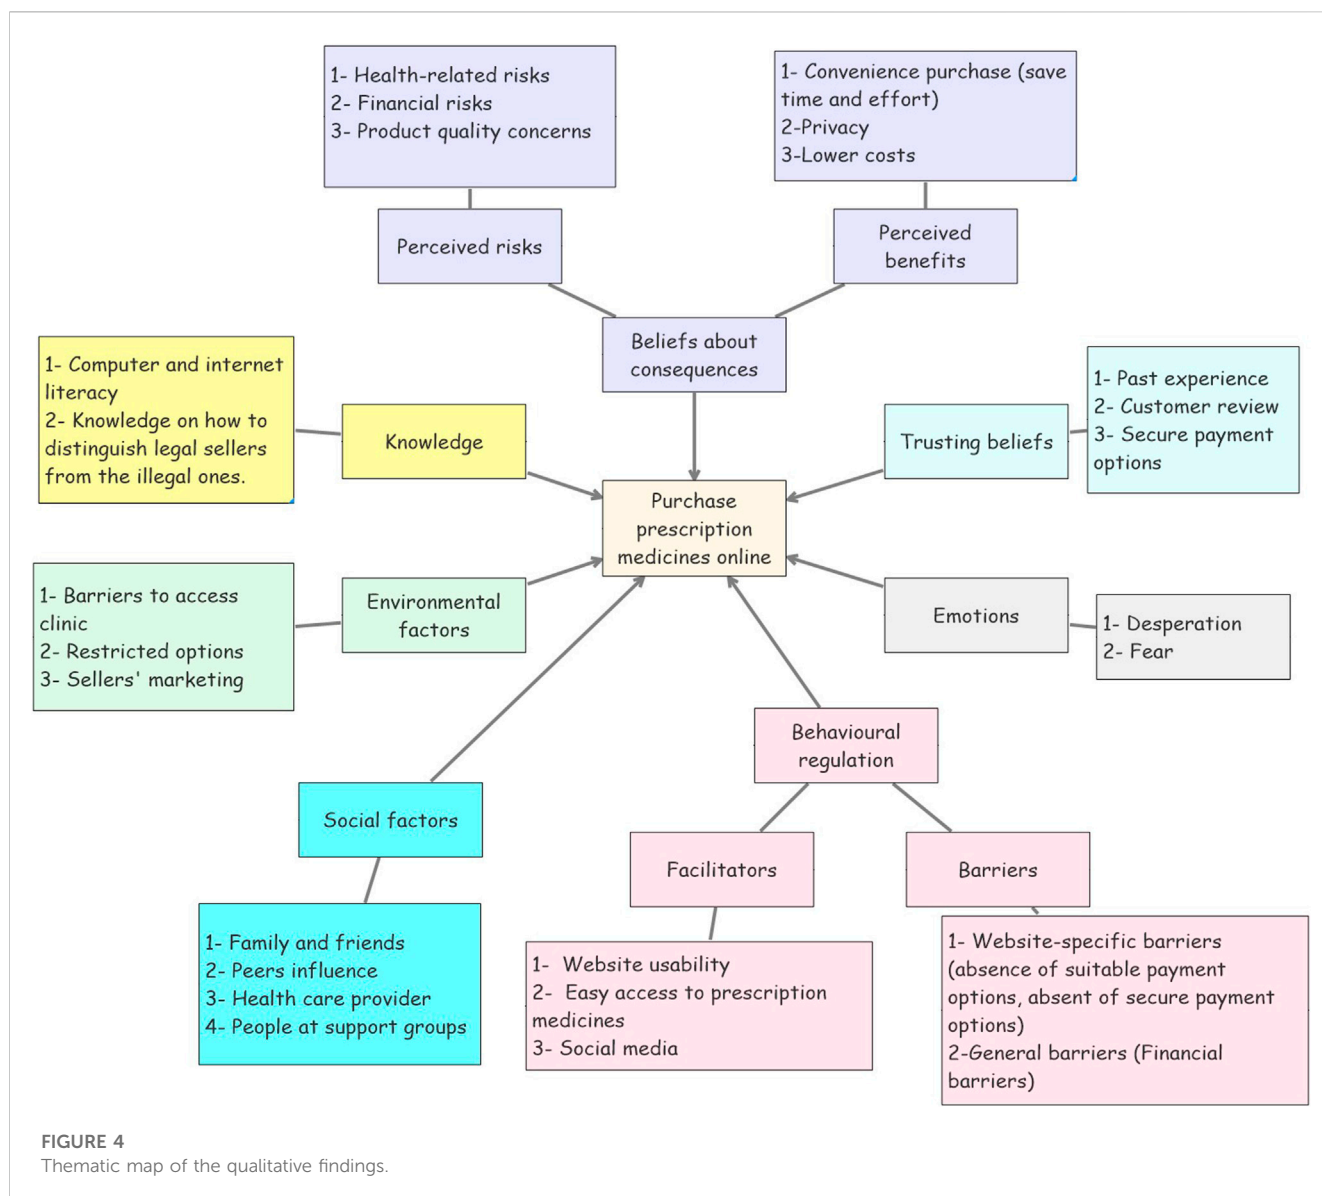 1- Health-related risks
2- Financial risks
3- Product quality concerns
1- Convenience purchase (save
time and effort)
2-Privacy
3-Lower costs
Perceived risks
Perceived
benefits
Beliefs about
consequences
1- Computer and internet
literacy
2- Knowledge on how to
distinguish legal sellers
from the illegal ones.
Knowledge
Trusting beliefs
1- Past experience
2- Customer review
3- Secure payment
options
Purchase
prescription
medicines online
1- Barriers to access
clinic
2- Restricted options
3- Sellers' marketing
Environmental
factors
Emotions
1- Desperation
2- Fear
Behavioural
regulation
Social factors
Facilitators
Barriers
1- Family and friends
2- Peers influence
3- Health care provider
4- People at support groups
1- Website usability
2- Easy access to prescription
medicines
3- Social media
1- Website-specific barriers
(absence of suitable payment
options, absent of secure payment
options)
2-General barriers (Financial
barriers)
FIGURE 4
Thematic map of the qualitative findings.